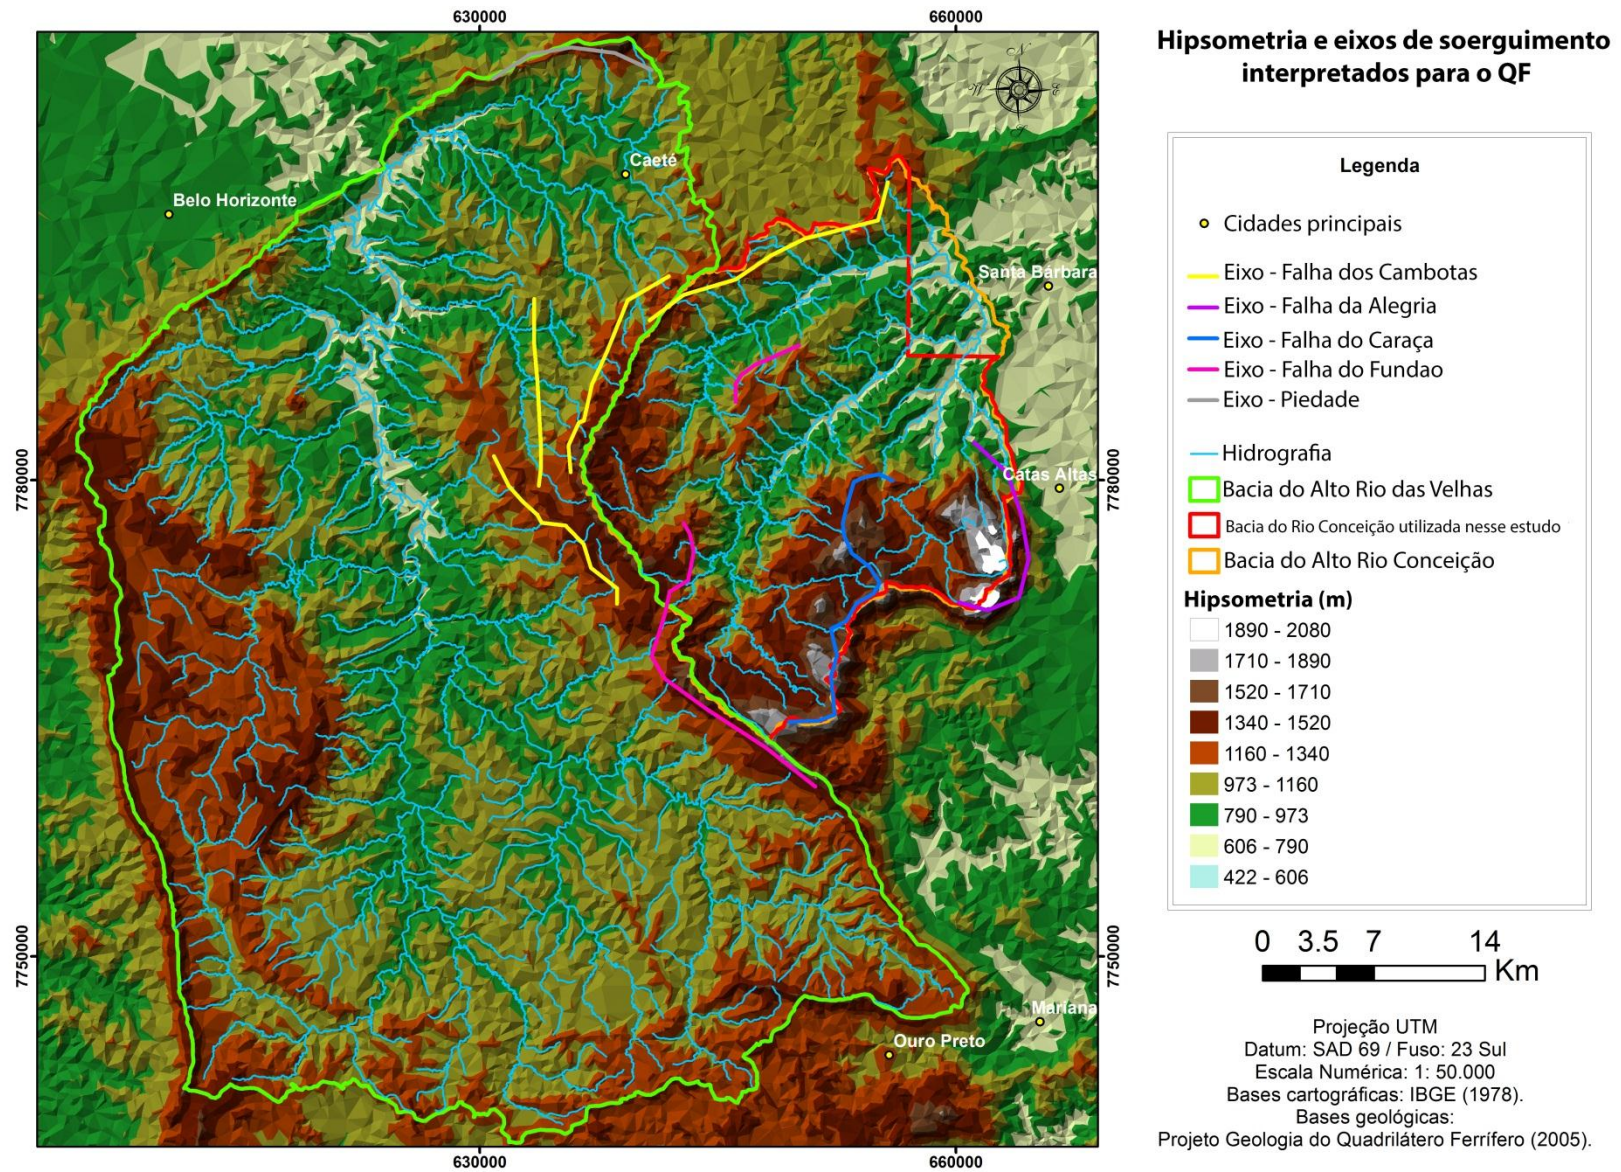 630000
660000
Hipsometria e eixos de soerguimento
interpretados para o QF
N
W
E
S
Legenda
Caeté
Belo Horizonte
Cidades principais
Santa Bárbara
Eixo - Falha dos Cambotas
Eixo - Falha da Alegria
Eixo - Falha do Caraça
Eixo - Falha do Fundao
Eixo - Piedade
Hidrografia
7780000
Catas Altas
7780000
Bacia do Alto Rio das Velhas
Bacia do Rio Conceição utilizada nesse estudo
Bacia do Alto Rio Conceição
Hipsometria (m)
1890 - 2080
1710 - 1890
1520 - 1710
1340 - 1520
1160 - 1340
973 - 1160
790 - 973
606 - 790
422 - 606
7750000
7750000
0 3.5 7 14
Km
Mariana
Ouro Preto
Projeção UTM
Datum: SAD 69 / Fuso: 23 Sul
Escala Numérica: 1: 50.000
Bases cartográficas: IBGE (1978).
Bases geológicas:
Projeto Geologia do Quadrilátero Ferrífero (2005).
630000
660000